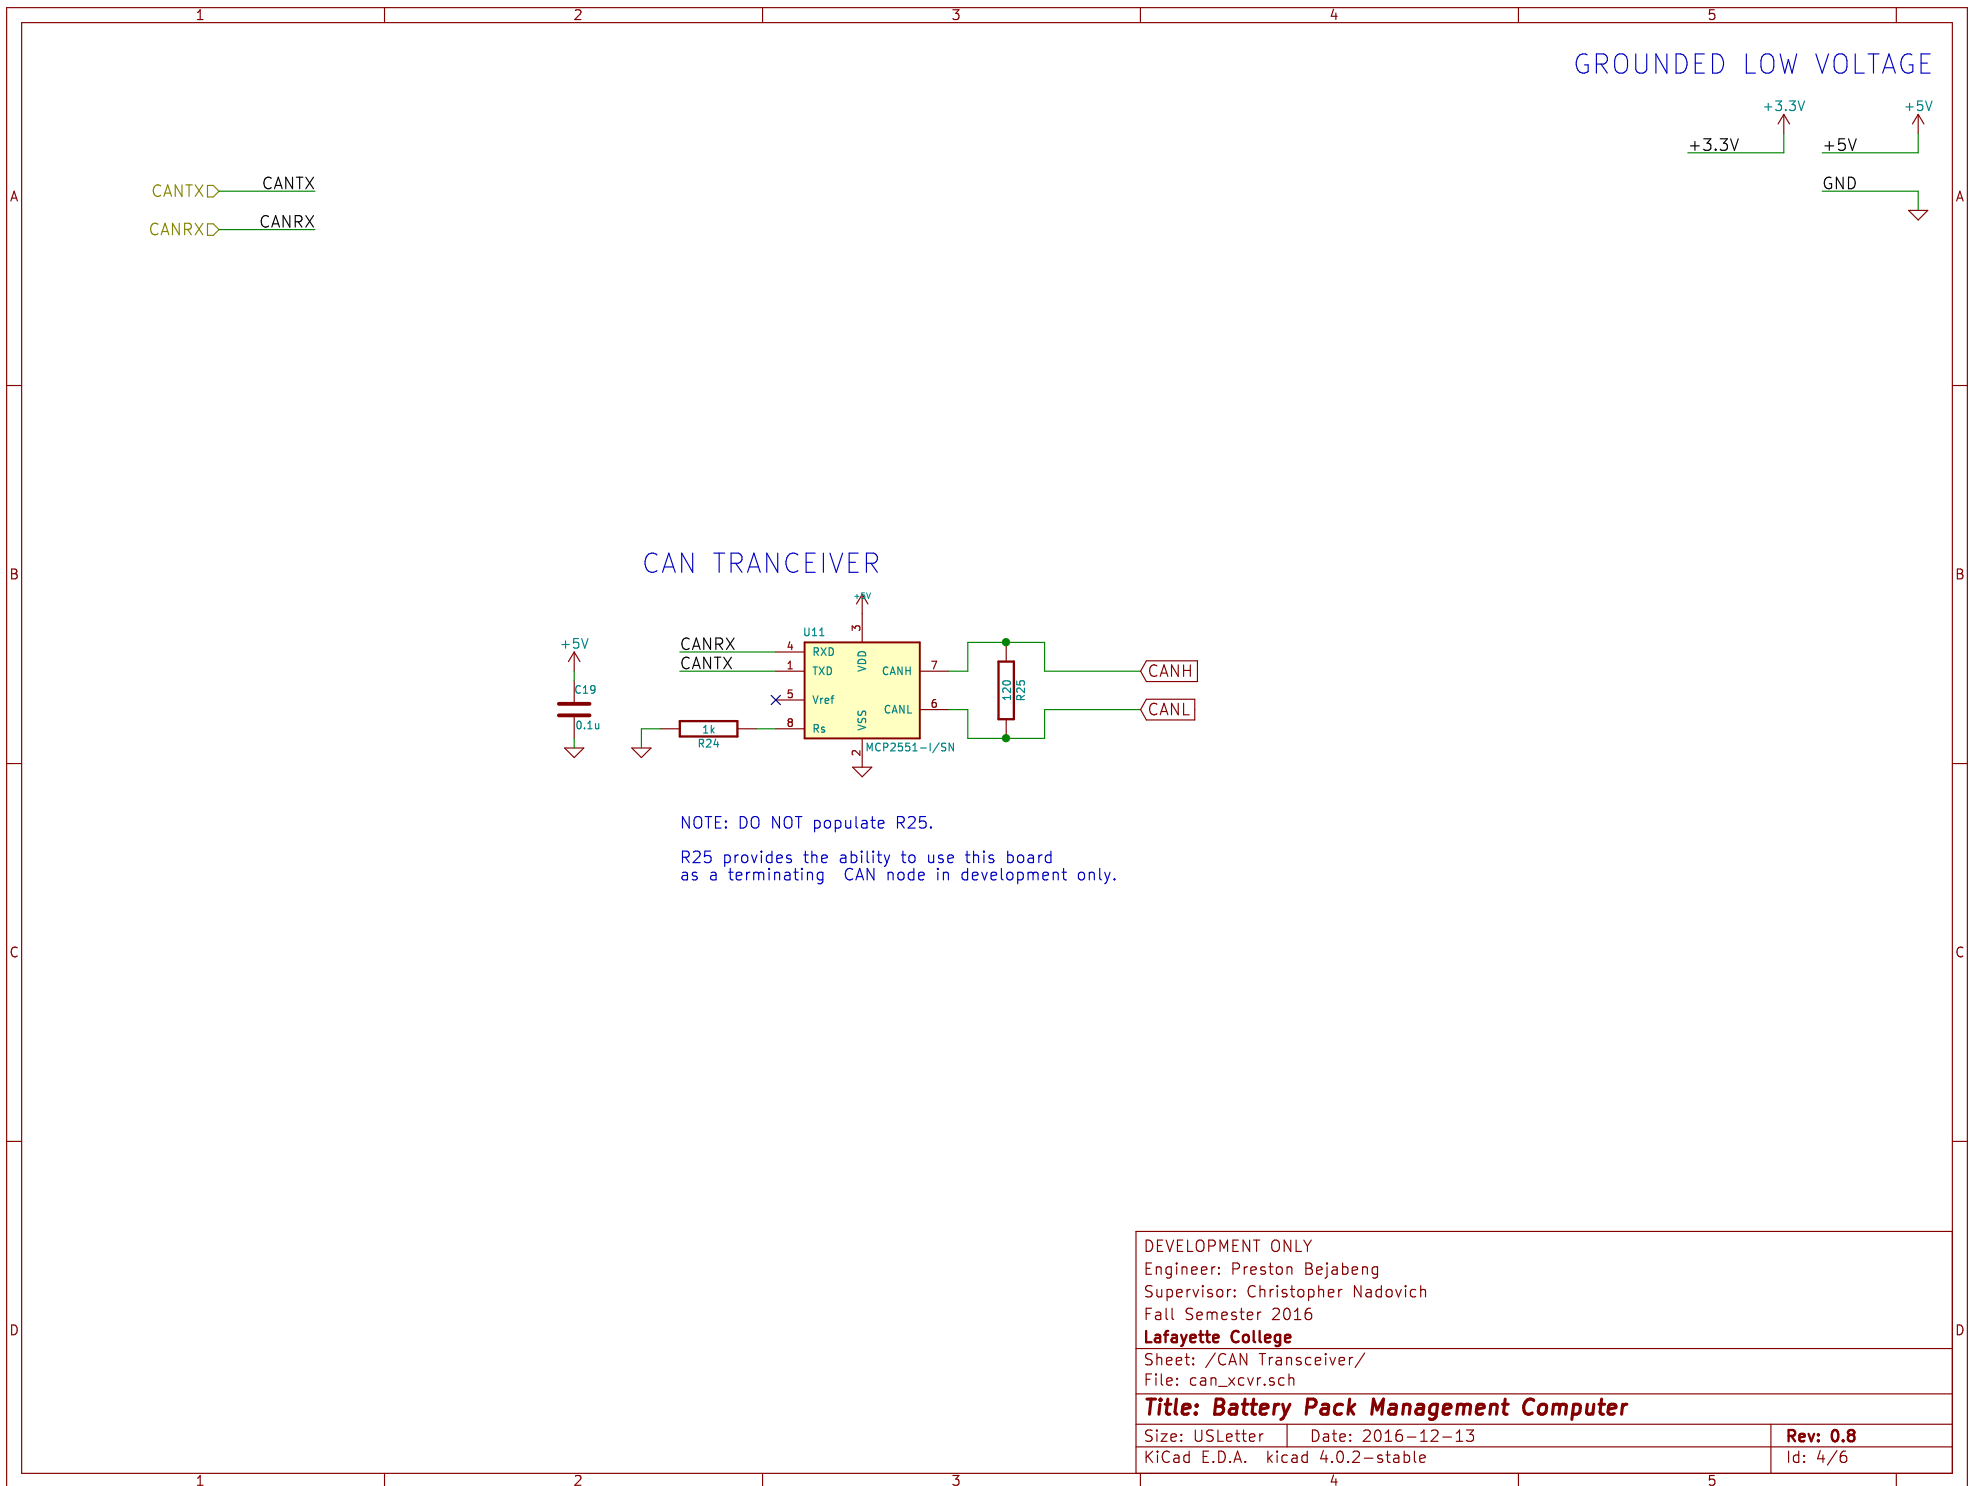 1 2 3 4 5
GROUNDED LOW VOLTAGE
+3.3V +5V
+3.3V +5V
CANTX CANTX GND
A A
CANRX CANRX
CAN TRANCEIVER
B B
+5V
U11 3
+5V CANRX 4 RXD VDD
CANTX 1 TXD CANH 7 CANH
C19 5 Vref 120 R25
CANL 6 CANL
0.1u 1k 8 Rs VSS
R24 2 MCP2551-I/SN
NOTE: DO NOT populate R25.
R25 provides the ability to use this board
as a terminating  CAN node in development only.
C C
DEVELOPMENT ONLY
Engineer: Preston Bejabeng
Supervisor: Christopher Nadovich
Fall Semester 2016
D D
Lafayette College
Sheet: /CAN Transceiver/
File: can_xcvr.sch
Title: Battery Pack Management Computer
Size: USLetter Date: 2016-12-13 Rev: 0.8
KiCad E.D.A.  kicad 4.0.2-stable Id: 4/6
1 2 3 4 5